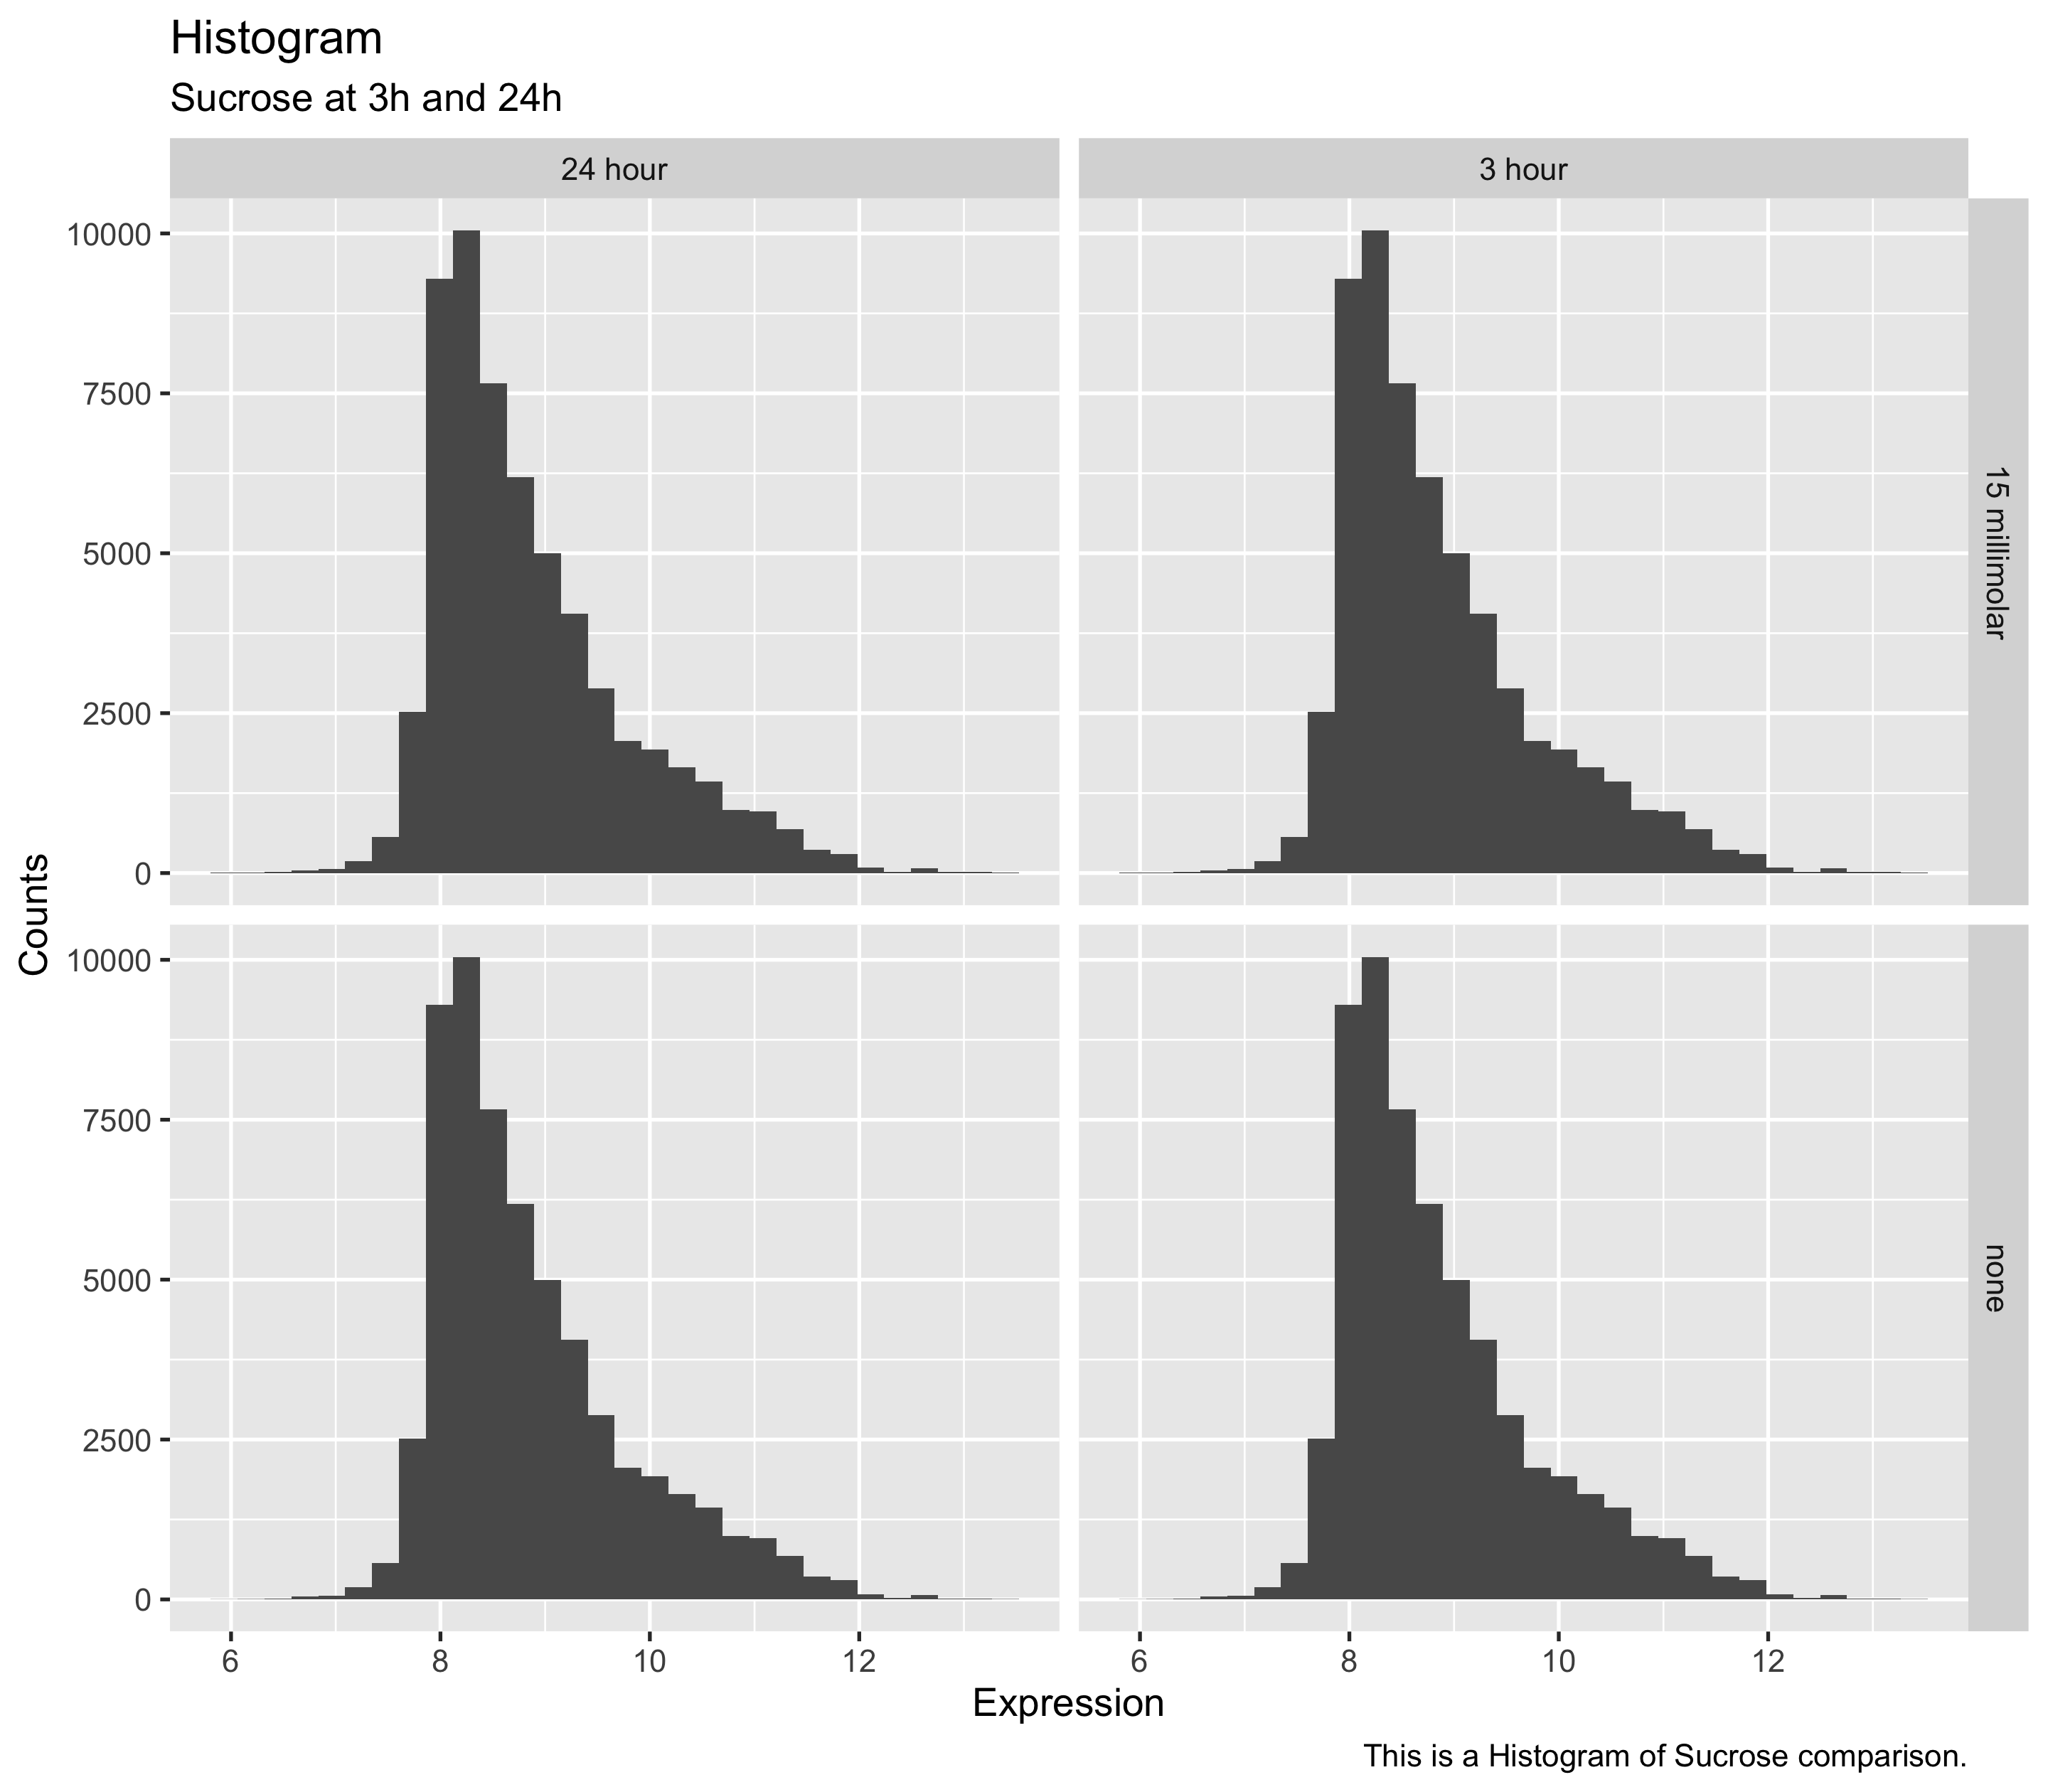 Histogram
Sucrose at 3h and 24h
24 hour
3 hour
10000
7500
5000
2500
0
15 millimolar
Counts
10000
7500
5000
2500
0
none
6 8 10 12
6 8 10 12
Expression
This is a Histogram of Sucrose comparison.